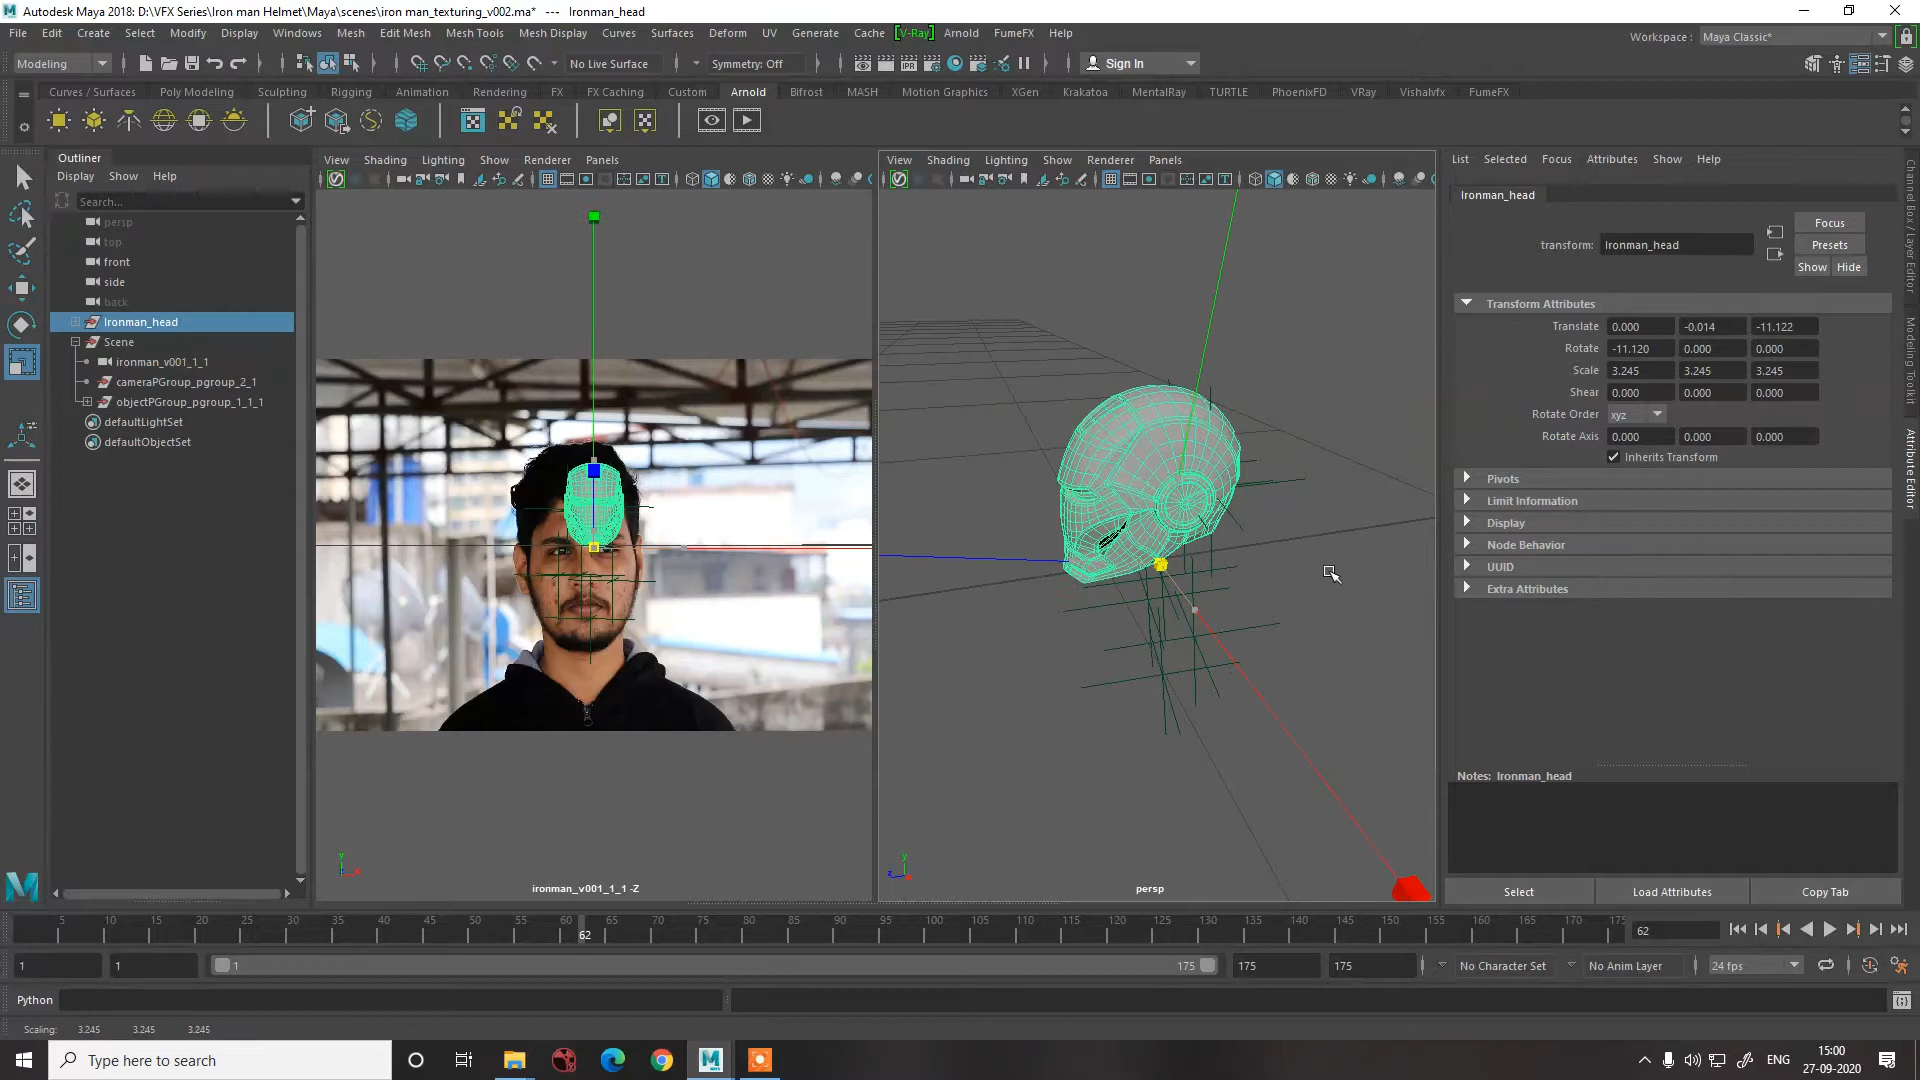 Autodesk Maya 2018: D:\VFX Series\Iron man Helmet\Maya\scenes\iron man_texturing_v002.ma* --- Ironman_head
File Edit Create Select Modify Display Windows Mesh Edit Mesh Mesh Tools Mesh Display Curves Surfaces Deform UV Generate Cache [V-Ray] Arnold FumeFX Help
Workspace : Maya Classic*
Modeling No Live Surface Symmetry: Off Sign In
Curves / Surfaces Poly Modeling Sculpting Rigging Animation Rendering FX FX Caching Custom Arnold Bifrost MASH Motion Graphics XGen Krakatoa MentalRay TURTLE PhoenixFD VRay Vishalvfx FumeFX
Outliner
Display Show Help
Search...
persp
top
front
side
back
Ironman_head
Scene
ironman_v001_1_1
cameraPGroup_pgroup_2_1
objectPGroup_pgroup_1_1_1
defaultLightSet
defaultObjectSet
View Shading Lighting Show Renderer Panels
y
x
ironman_v001_1_1 -Z
View Shading Lighting Show Renderer Panels
y
z
persp
List Selected Focus Attributes Show Help
Ironman_head
transform: Ironman_head
Focus
Presets
Show Hide
Transform Attributes
Translate 0.000 -0.014 -11.122
Rotate -11.120 0.000 0.000
Scale 3.245 3.245 3.245
Shear 0.000 0.000 0.000
Rotate Order xyz
Rotate Axis 0.000 0.000 0.000
Inherits Transform
Pivots
Limit Information
Display
Node Behavior
UUID
Extra Attributes
Notes: Ironman_head
Select Load Attributes Copy Tab
Channel Box / Layer Editor
Modeling Toolkit
Attribute Editor
5 10 15 20 25 30 35 40 45 50 55 60 65 70 75 80 85 90 95 100 105 110 115 120 125 130 135 140 145 150 155 160 165 170 175
62
62
1 1 1 175 175 175 No Character Set No Anim Layer 24 fps
Python
Scaling: 3.245 3.245 3.245
Type here to search
ENG
15:00
27-09-2020